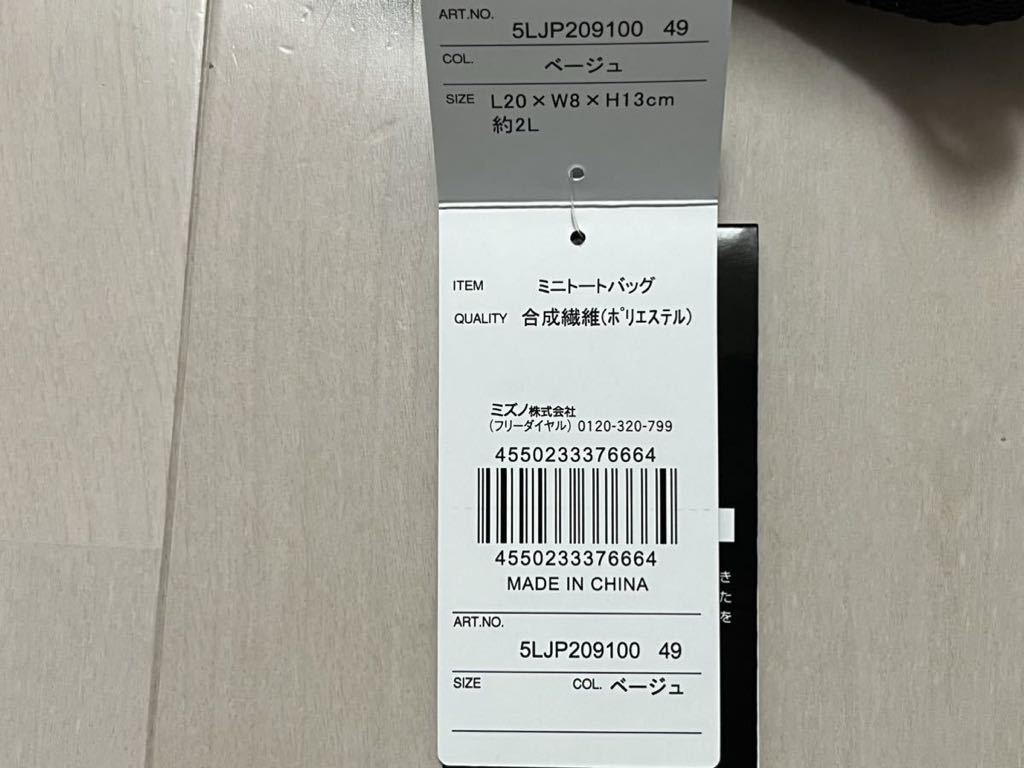 ART.NO.
5LJP209100 49
COL. ベージュ
SIZE L20×W8×H13cm
約2L
ITEM ミニトートバッグ
QUALITY 合成繊維(ポリエステル)
ミズノ株式会社
(フリーダイヤル) 0120-320-799
4550233376664
4550233376664
MADE IN CHINA
ART.NO.
5LJP209100 49
SIZE COL. ベージュ
き
た
を